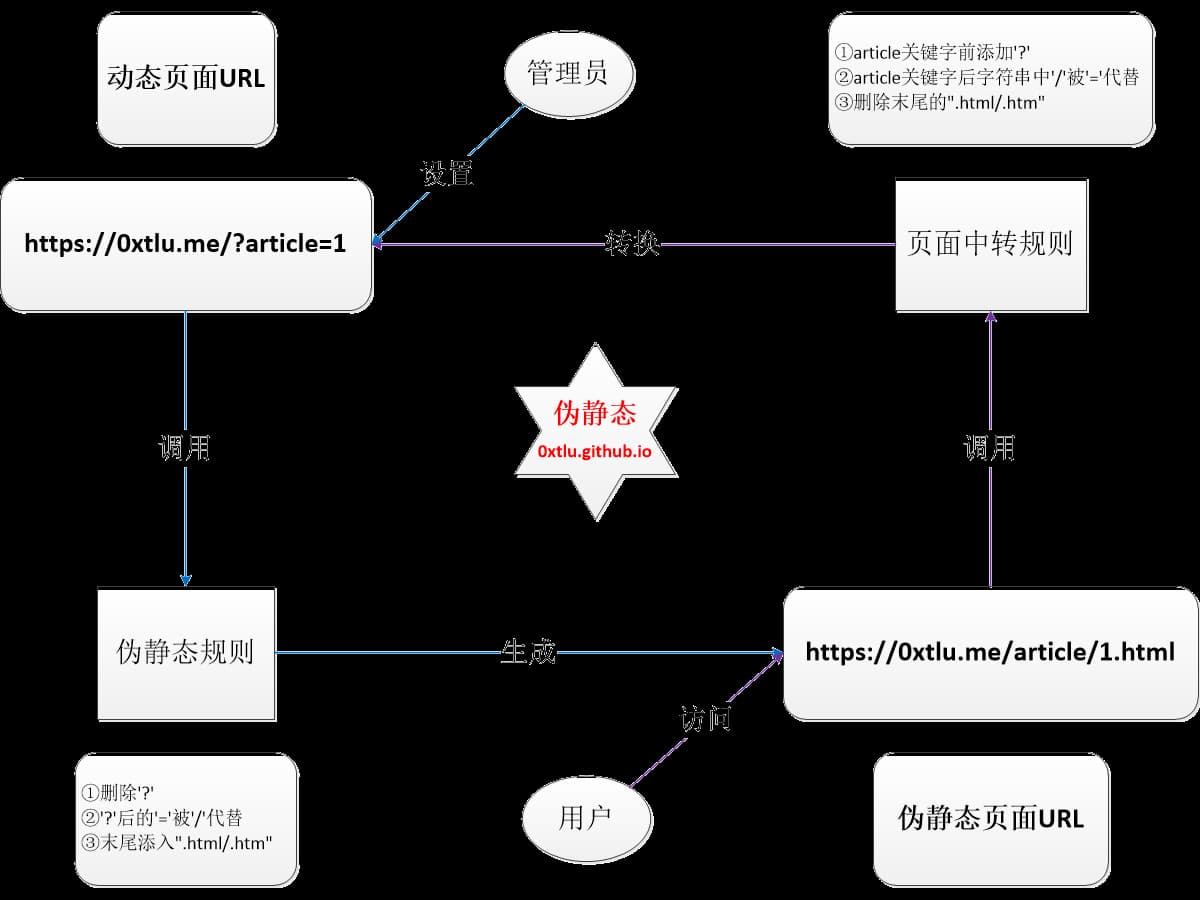 动态页面URL
管理员
①article关键字前添加'?'
②article关键字后字符串中'/'被'='代替
③删除末尾的".html/.htm"
设置
https://0xtlu.me/?article=1
转换
页面中转规则
伪静态
0xtlu.github.io
调用
调用
伪静态规则
生成
https://0xtlu.me/article/1.html
访问
①删除'?'
②'?'后的'='被'/'代替
③末尾添入".html/.htm"
用户
伪静态页面URL